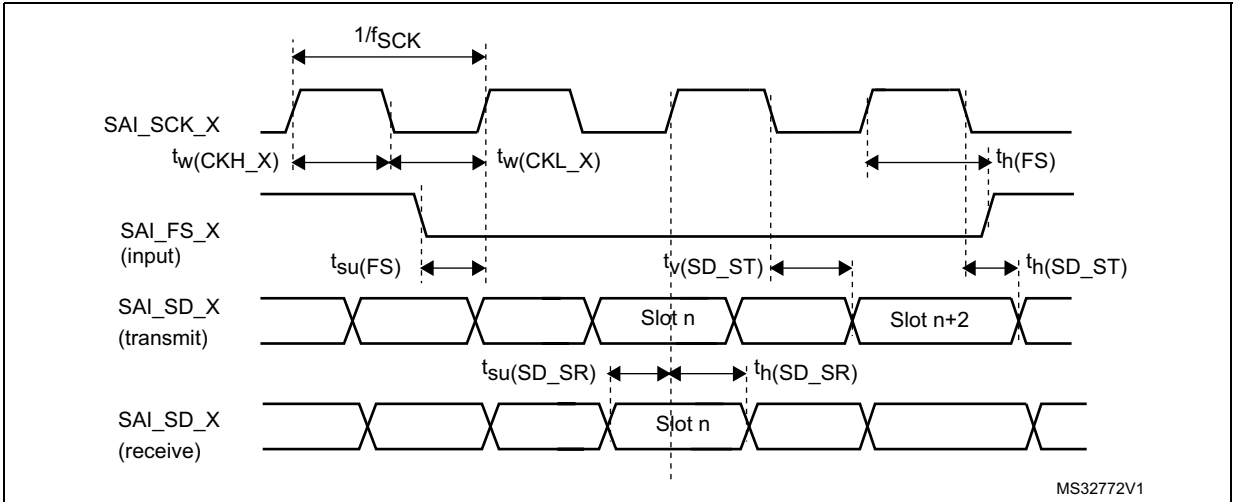 1/fSCK
SAI_SCK_X
tw(CKH_X)
tw(CKL_X)
th(FS)
SAI_FS_X
(input)
tsu(FS)
tv(SD_ST)
th(SD_ST)
SAI_SD_X
(transmit)
Slot n
Slot n+2
tsu(SD_SR)
th(SD_SR)
SAI_SD_X
(receive)
Slot n
MS32772V1